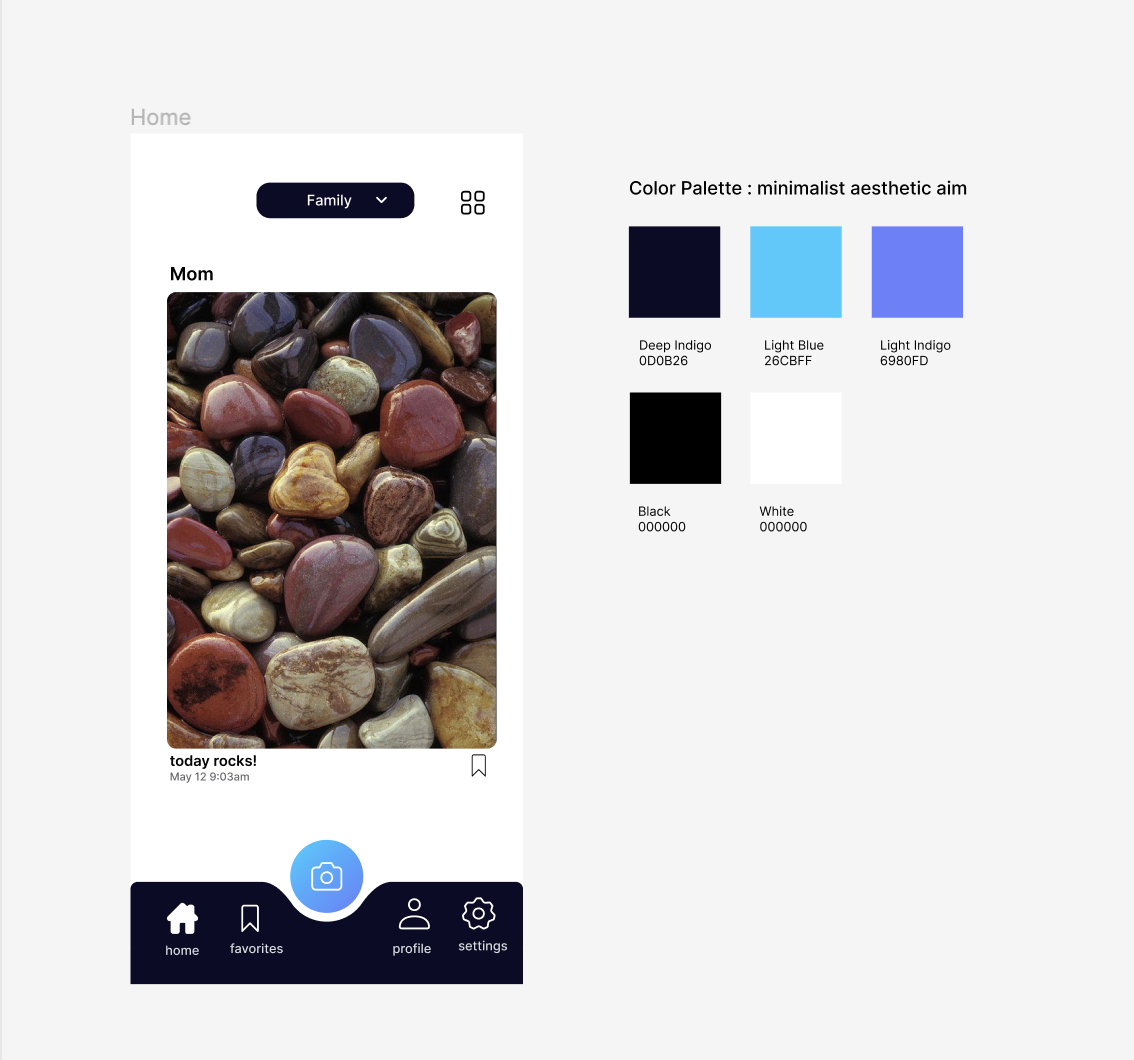 Home
Family
Mom
today rocks!
May 12 9:03am
home
favorites
profile
settings
Color Palette : minimalist aesthetic aim
Deep Indigo
0D0B26
Light Blue
26CBFF
Light Indigo
6980FD
Black
000000
White
000000